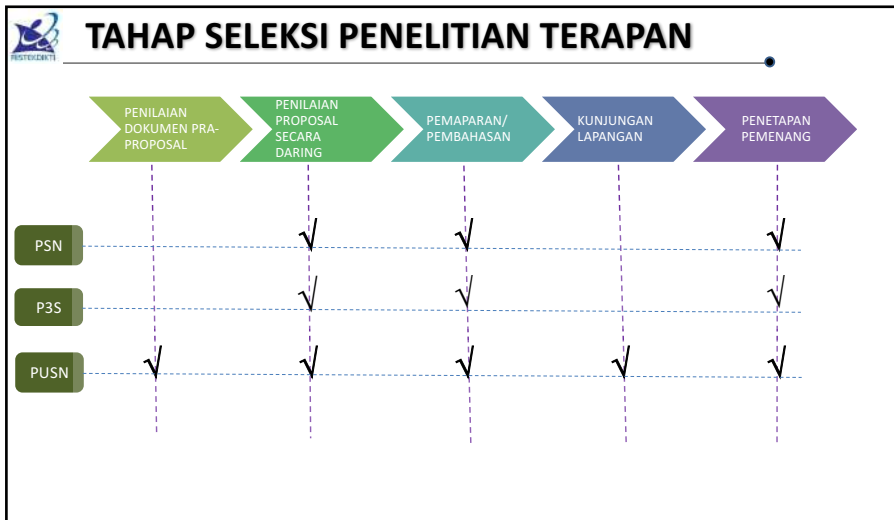 RISTEKDIKTI
TAHAP SELEKSI PENELITIAN TERAPAN
PENILAIAN
DOKUMEN PRA-
PROPOSAL
PENILAIAN
PROPOSAL
SECARA
DARING
PEMAPARAN/
PEMBAHASAN
KUNJUNGAN
LAPANGAN
PENETAPAN
PEMENANG
PSN
√ √ √
P3S
√ √ √
PUSN
√ √ √ √ √